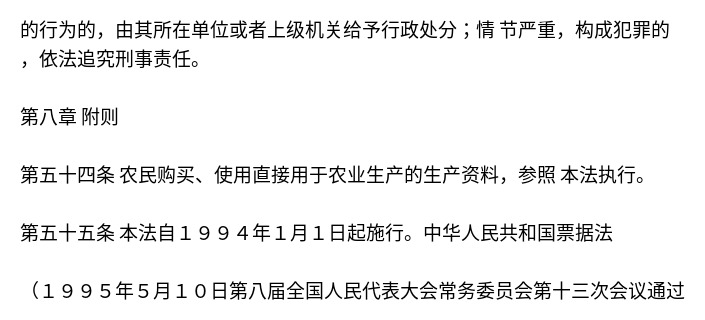 的行为的，由其所在单位或者上级机关给予行政处分；情 节严重，构成犯罪的
，依法追究刑事责任。
第八章 附则
第五十四条 农民购买、使用直接用于农业生产的生产资料，参照 本法执行。
第五十五条 本法自１９９４年１月１日起施行。中华人民共和国票据法
（１９９５年５月１０日第八届全国人民代表大会常务委员会第十三次会议通过